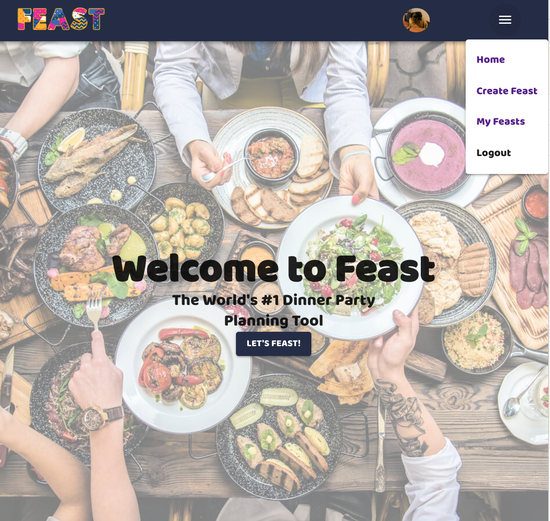 FEAST
Home
Create Feast
My Feasts
Logout
Welcome to Feast
The World's #1 Dinner Party
Planning Tool
LET'S FEAST!